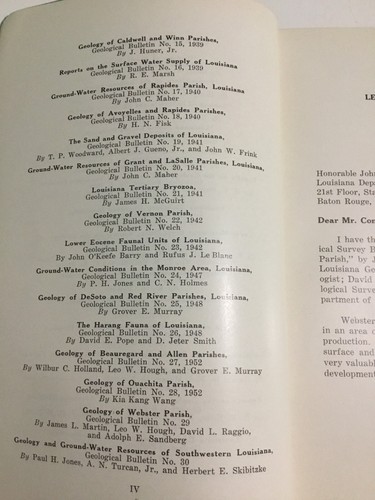 Geology of Caldwell and Winn Parishes,
Geological Bulletin No. 15, 1939
By J. Huner, Jr.
Reports on the Surface Water Supply of Louisiana
Geological Bulletin No. 16, 1939
By R. E. Marsh
Ground-Water Resources of Rapides Parish, Louisiana
Geological Bulletin No. 17, 1940
By John C. Maher
Geology of Avoyelles and Rapides Parishes,
Geological Bulletin No. 18, 1940
By H. N. Fisk
The Sand and Gravel Deposits of Louisiana,
Geological Bulletin No. 19, 1941
By T. P. Woodward, Albert J. Gueno, Jr., and John W. Frink
Ground-Water Resources of Grant and LaSalle Parishes, Louisiana,
Geological Bulletin No. 20, 1941
By John C. Maher
Louisiana Tertiary Bryozoa,
Geological Bulletin No. 21, 1941
By James H. McGuirt
Geology of Vernon Parish,
Geological Bulletin No. 22, 1942
By Robert N. Welch
Lower Eocene Faunal Units of Louisiana,
Geological Bulletin No. 23, 1942
By John O'Keefe Barry and Rufus J. Le Blanc
Ground-Water Conditions in the Monroe Area, Louisiana,
Geological Bulletin No. 24, 1947
By P. H. Jones and C. N. Holmes
Geology of DeSoto and Red River Parishes, Louisiana,
Geological Bulletin No. 25, 1948
By Grover E. Murray
The Harang Fauna of Louisiana,
Geological Bulletin No. 26, 1948
By David E. Pope and D. Jeter Smith
Geology of Beauregard and Allen Parishes,
Geological Bulletin No. 27, 1952
By Wilbur C. Holland, Leo W. Hough, and Grover E. Murray
Geology of Ouachita Parish,
Geological Bulletin No. 28, 1952
By Kia Kang Wang
Geology of Webster Parish,
Geological Bulletin No. 29
By James L. Martin, Leo W. Hough, David L. Raggio,
and Adolph E. Sandberg
Geology and Ground-Water Resources of Southwestern Louisiana,
Geological Bulletin No. 30
By Paul H. Jones, A. N. Turcan, Jr., and Herbert E. Skibitzke
IV
LE
Honorable John
Louisiana Depa
21st Floor, Sta
Baton Rouge,
Dear Mr. Con
I have th
ical Survey B
Parish," by J
Louisiana Geo
ogist; David
ological Surve
partment of
Webster
in an area o
production.
surface and
very valuabl
development